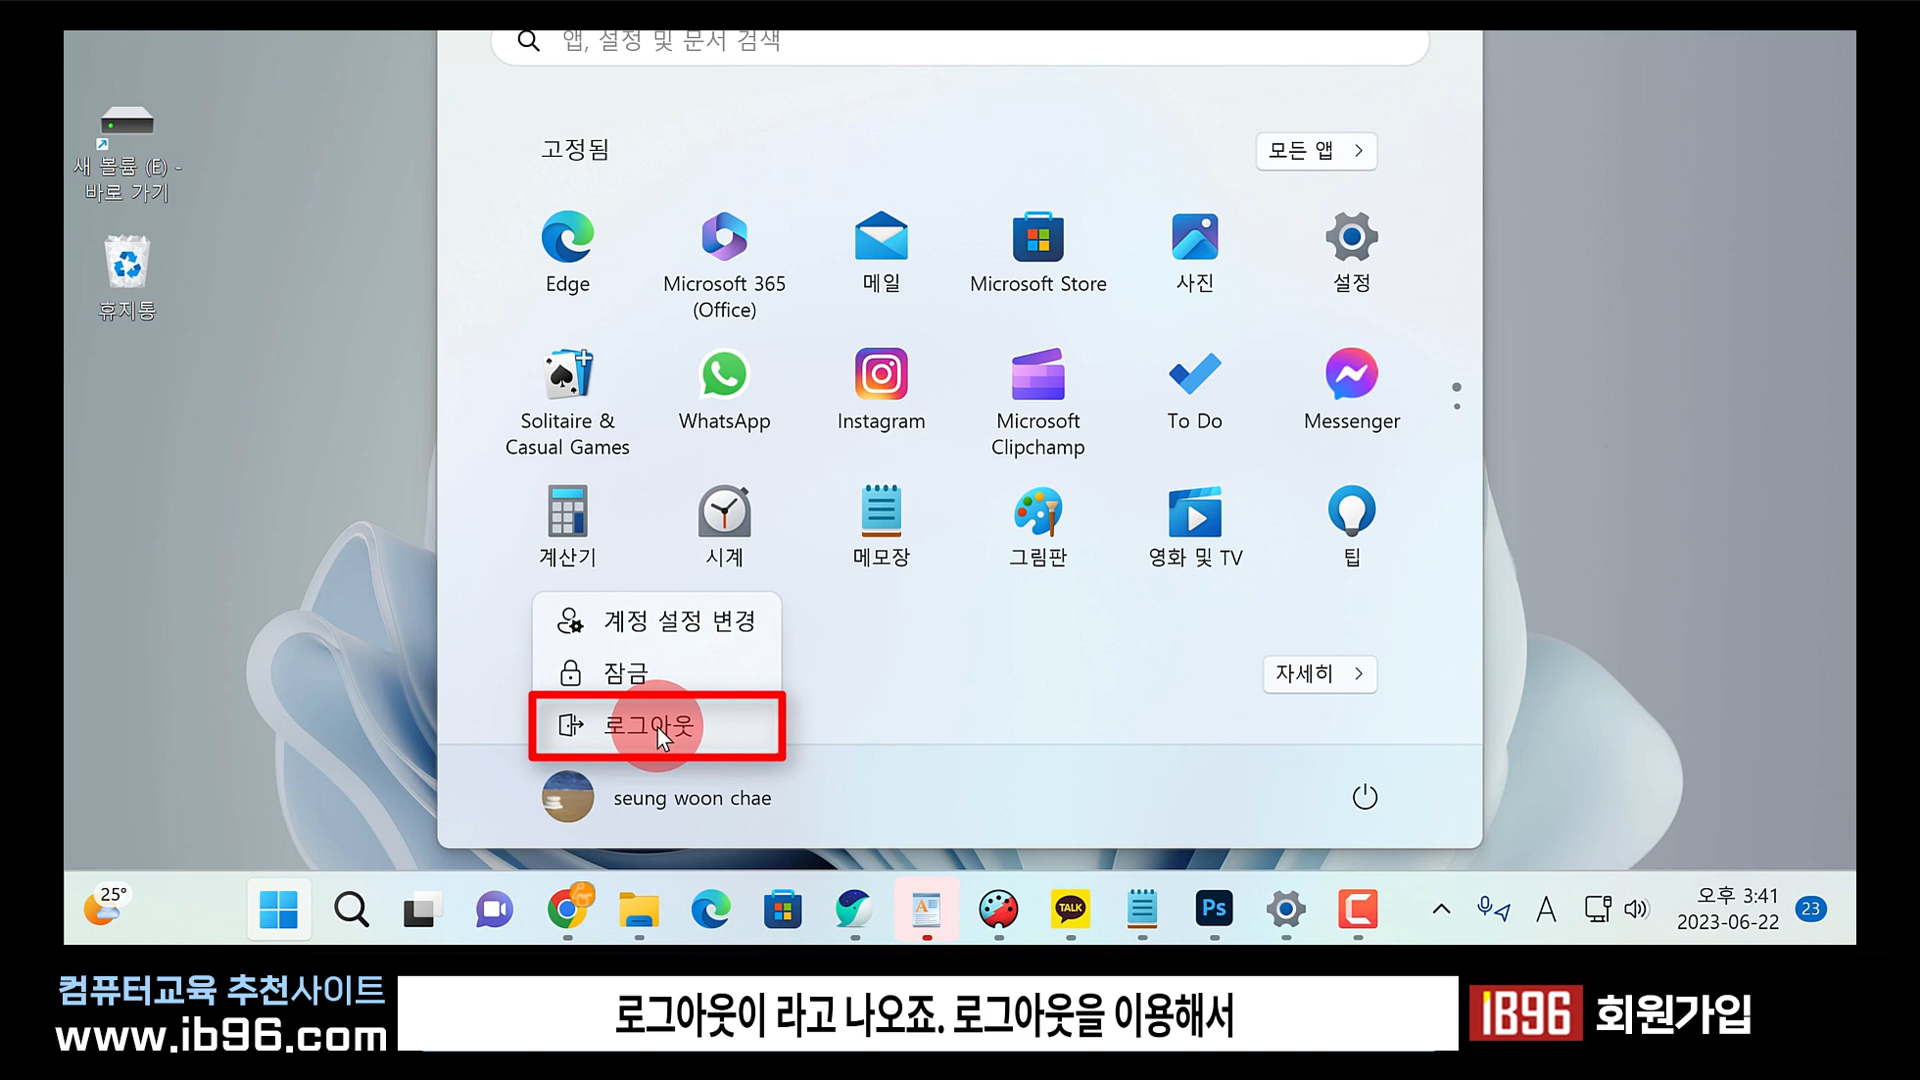 앱, 설정 및 문서 검색
새 볼륨 (E) -
바로 가기
휴지통
고정됨
모든 앱
Edge
Microsoft 365
(Office)
메일
Microsoft Store
사진
설정
Solitaire &
Casual Games
WhatsApp
Instagram
Microsoft
Clipchamp
To Do
Messenger
계산기
시계
메모장
그림판
영화 및 TV
팁
계정 설정 변경
잠금
로그아웃
자세히
seung woon chae
25°
A
TALK
Ps
A
오후 3:41
2023-06-22
23
컴퓨터교육 추천사이트
www.ib96.com
로그아웃이 라고 나오죠. 로그아웃을 이용해서
IB96 회원가입